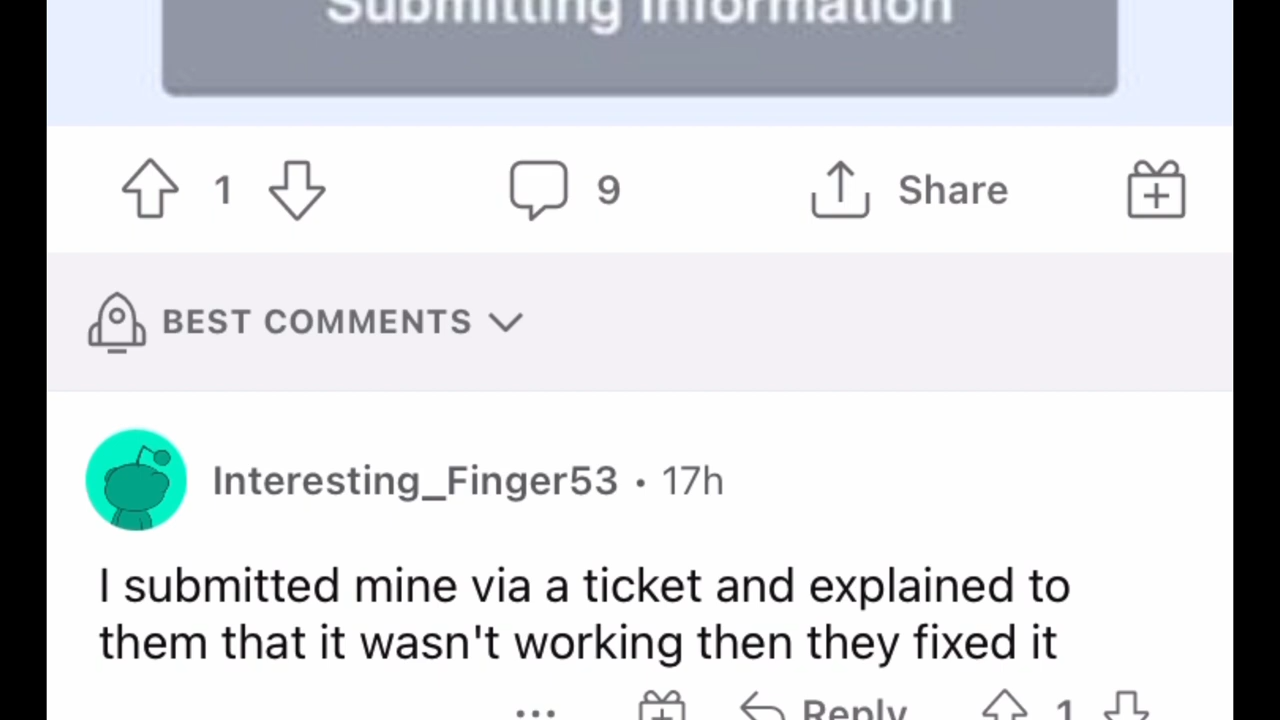 Submitting Information
1
9
Share
BEST COMMENTS
Interesting_Finger53 • 17h
I submitted mine via a ticket and explained to
them that it wasn't working then they fixed it
... Reply 1